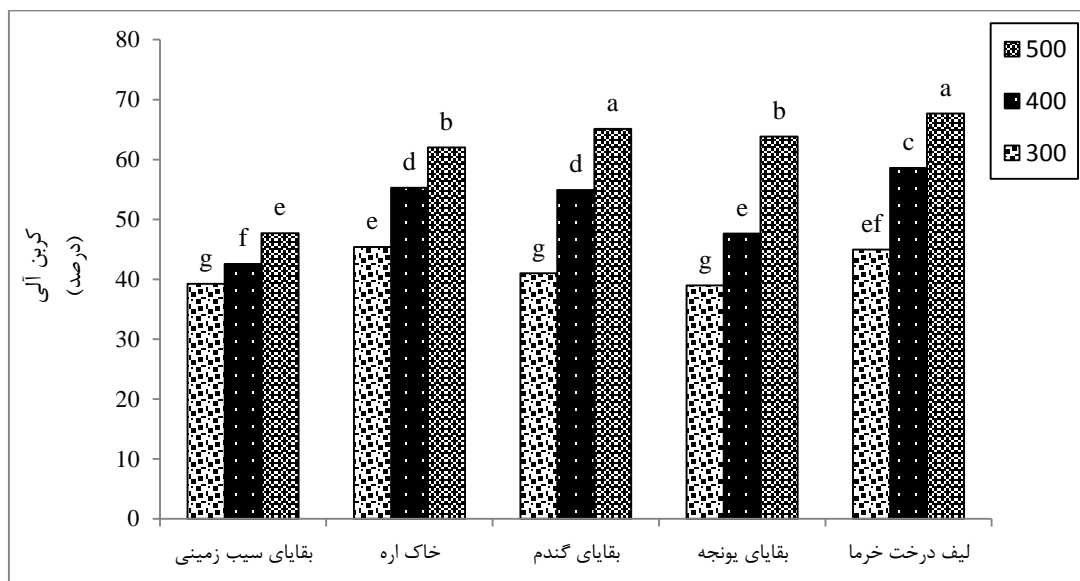 80
70
60
50
40
30
20
10
0
کربن آلی
(درصد)
g f e
e d b
g d a
g e b
ef c a
بقایای سیب زمینی
خاک اره
بقایای گندم
بقایای یونجه
لیف درخت خرما
500
400
300